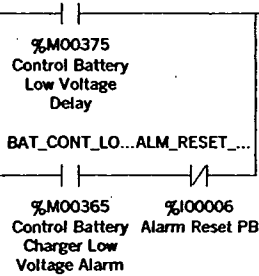 %M00375
Control Battery
Low Voltage
Delay
BAT_CONT_LO...ALM_RESET_...
%M00365 %I00006
Control Battery Alarm Reset PB
Charger Low
Voltage Alarm